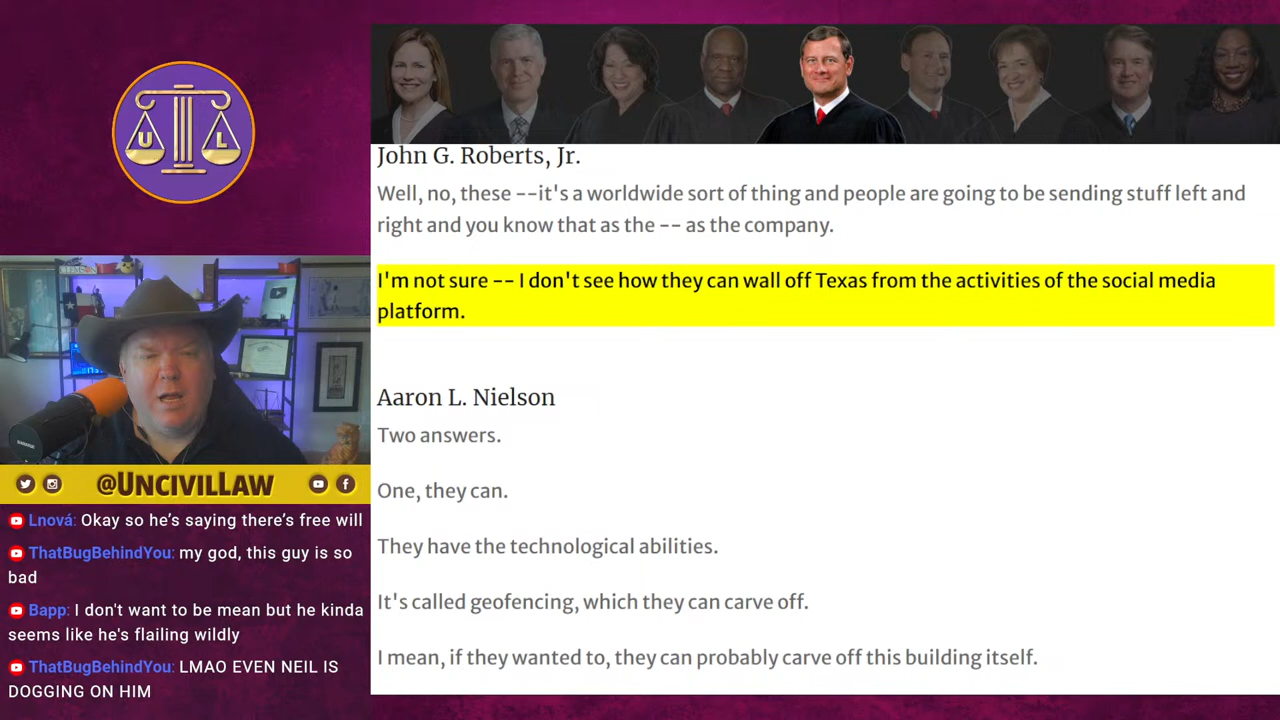 U L
@UNCIVILLAW
Lnová: Okay so he's saying there's free will
ThatBugBehindYou: my god, this guy is so
bad
Bapp: I don't want to be mean but he kinda
seems like he's flailing wildly
ThatBugBehindYou: LMAO EVEN NEIL IS
DOGGING ON HIM
John G. Roberts, Jr.
Well, no, these --it's a worldwide sort of thing and people are going to be sending stuff left and
right and you know that as the -- as the company.
I'm not sure -- I don't see how they can wall off Texas from the activities of the social media
platform.
Aaron L. Nielson
Two answers.
One, they can.
They have the technological abilities.
It's called geofencing, which they can carve off.
I mean, if they wanted to, they can probably carve off this building itself.